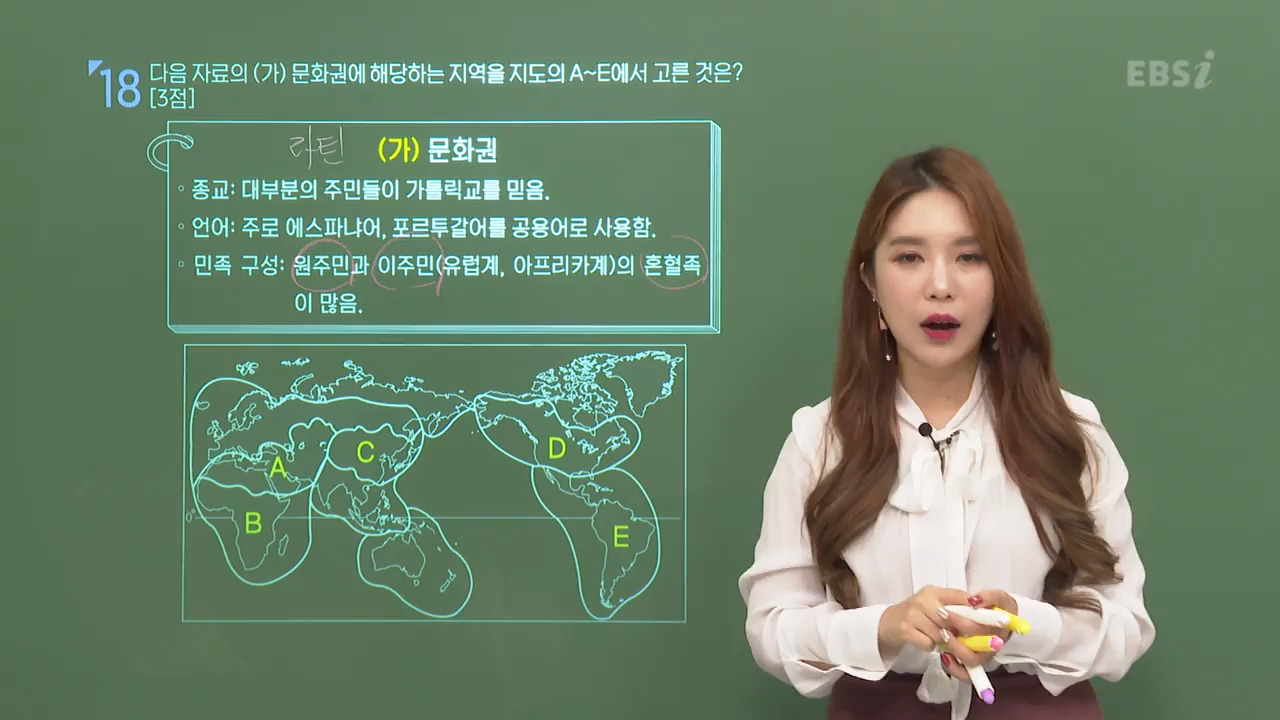 18 다음 자료의 (가) 문화권에 해당하는 지역을 지도의 A~E에서 고른 것은?
[3점]
EBSi
라틴 (가) 문화권
◦ 종교: 대부분의 주민들이 가톨릭교를 믿음.
◦ 언어: 주로 에스파냐어, 포르투갈어를 공용어로 사용함.
◦ 민족 구성: 원주민과 이주민(유럽계, 아프리카계)의 혼혈족
이 많음.
A
C
D
B
0°
E